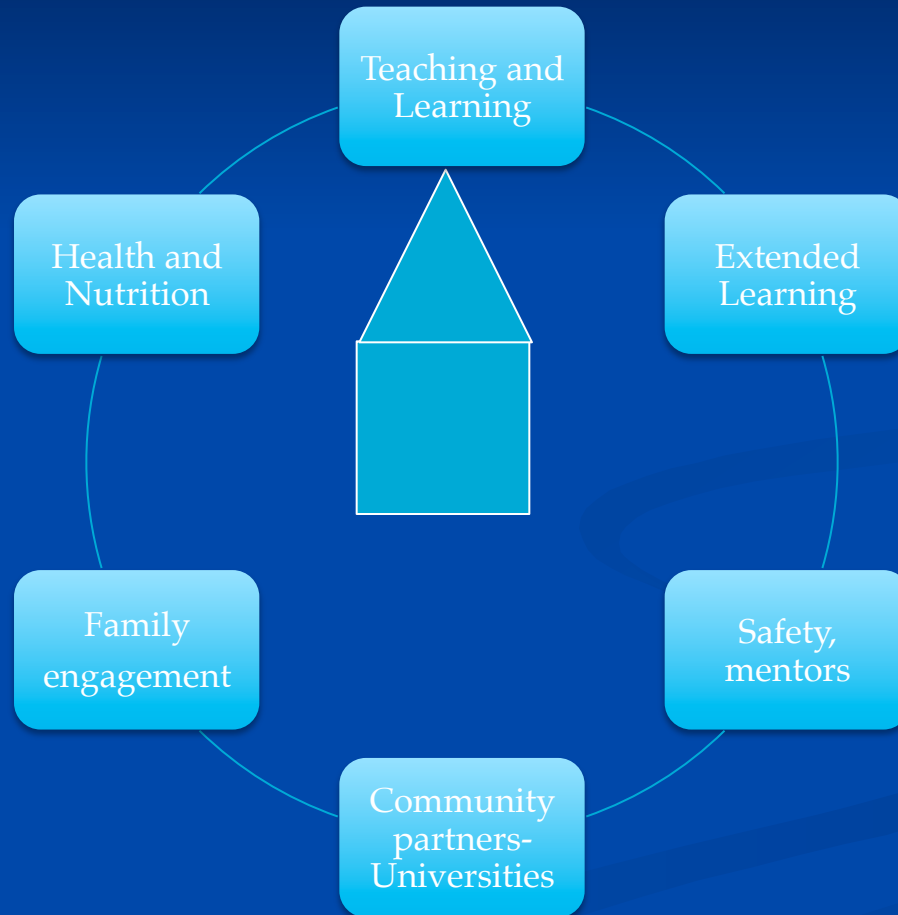 Teaching and
Learning
Health and
Nutrition
Extended
Learning
Family
engagement
Safety,
mentors
Community
partners-
Universities